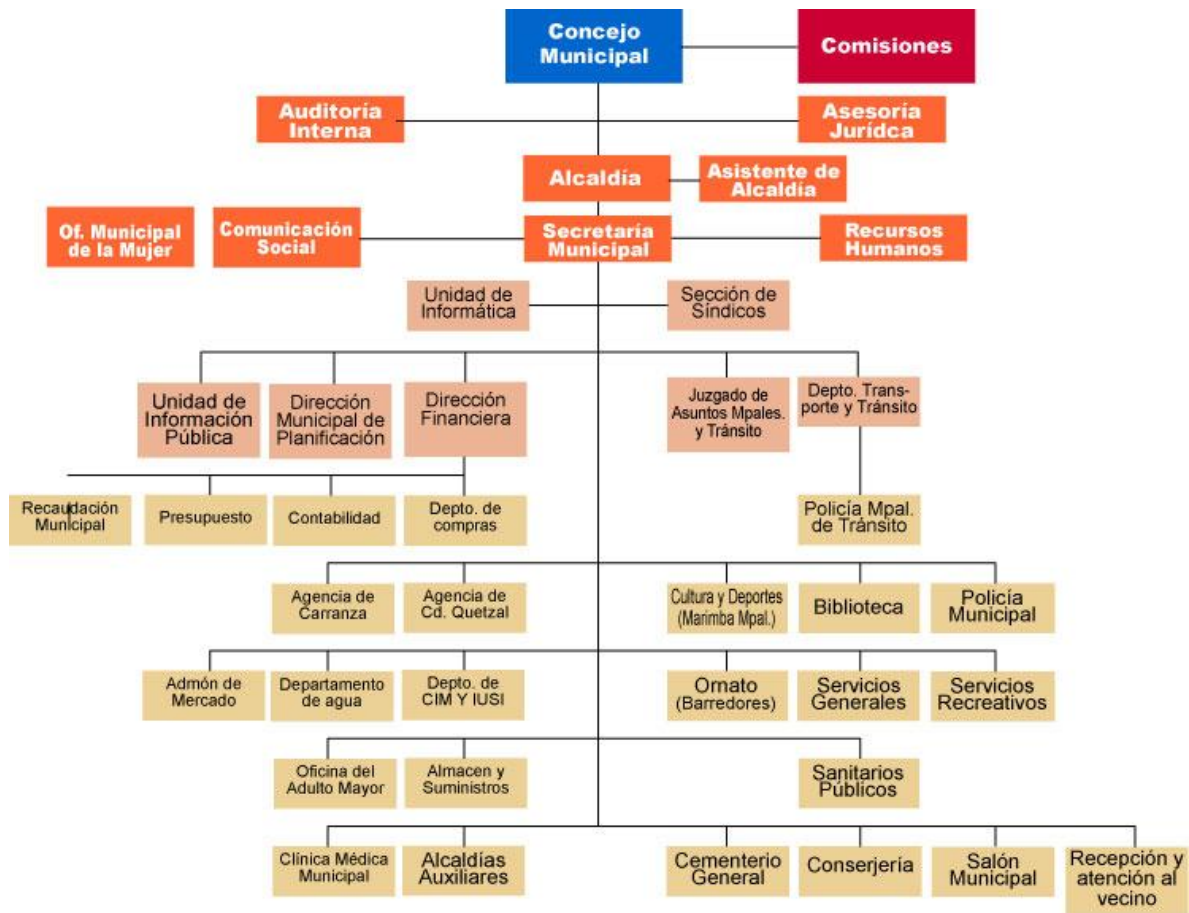 Concejo
Municipal
Comisiones
Auditoría
Interna
Asesoría
Jurídca
Alcaldía
Asistente de
Alcaldía
Of. Municipal
de la Mujer
Comunicación
Social
Secretaría
Municipal
Recursos
Humanos
Unidad de
Informática
Sección de
Síndicos
Unidad de
Información
Pública
Dirección
Municipal de
Planificación
Dirección
Financiera
Juzgado de
Asuntos Mpales.
y Tránsito
Depto. Trans-
porte y Tránsito
Recaudación
Municipal
Presupuesto
Contabilidad
Depto. de
compras
Policía Mpal.
de Tránsito
Agencia de
Carranza
Agencia de
Cd. Quetzal
Cultura y Deportes
(Marimba Mpal.)
Biblioteca
Policía
Municipal
Admón de
Mercado
Departamento
de agua
Depto. de
CIM Y IUSI
Ornato
(Barredores)
Servicios
Generales
Servicios
Recreativos
Oficina del
Adulto Mayor
Almacen y
Suministros
Sanitarios
Públicos
Clínica Médica
Municipal
Alcaldías
Auxiliares
Cementerio
General
Conserjería
Salón
Municipal
Recepción y
atención al
vecino